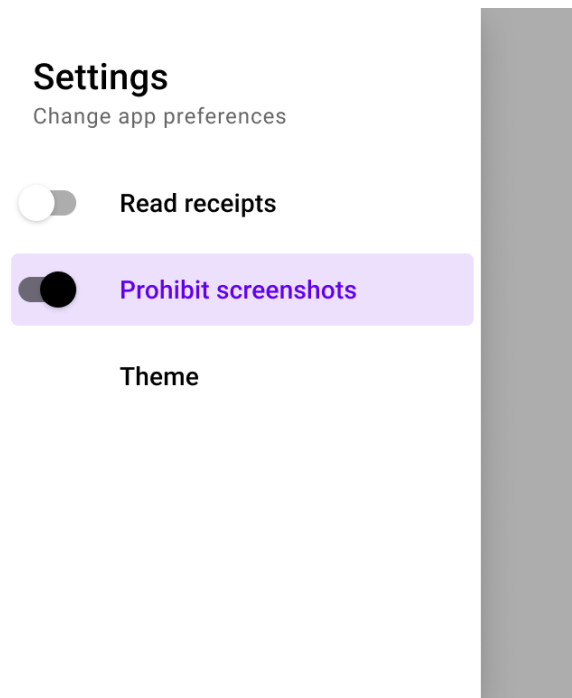 Settings
Change app preferences
Read receipts
Prohibit screenshots
Theme